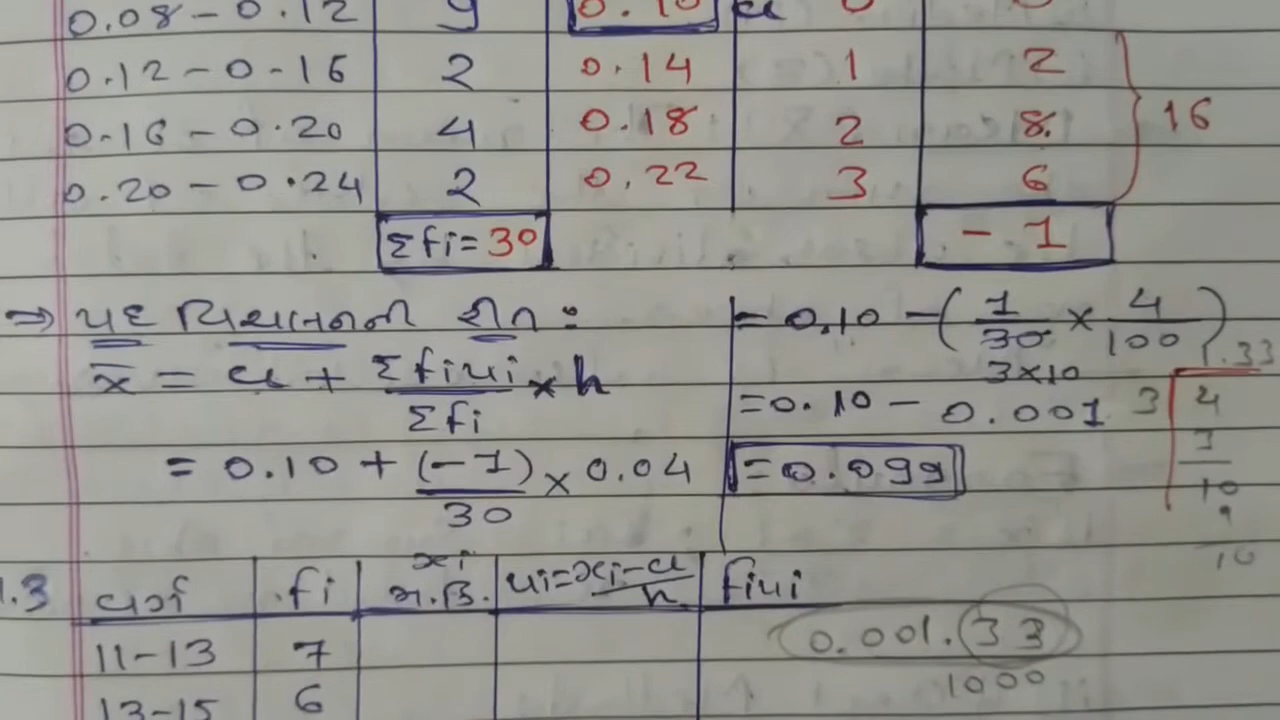 0.08 - 0.12 9 0.10 a 0 0
0.12 - 0.16 2 0.14 1 2
0.16 - 0.20 4 0.18 2 8 16
0.20 - 0.24 2 0.22 3 6
Σfi = 30 - 1
⇒ પદ વિચલનની રીત :
x̄ = a + Σfiui/Σfi × h
= 0.10 + (-1)/30 × 0.04
= 0.10 - (1/30 × 4/100)
3×10
= 0.10 - 0.001
= 0.099
1.33
3 4
3
10
9
10
1.3 વર્ગ fi xi મ.કિં. ui = xi - a/h fiui
11-13 7
13-15 6
0.001.33
1000